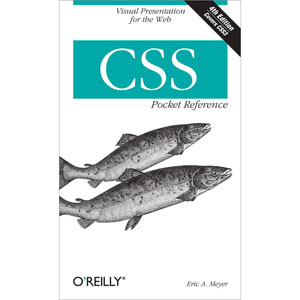 Visual Presentation
for the Web
4th Edition
Covers CSS3
CSS
Pocket Reference
O'REILLY®
Eric A. Meyer